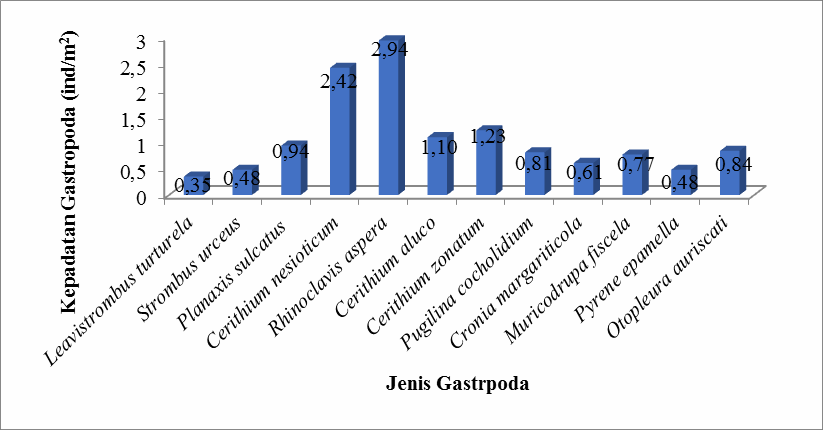 Kepadatan Gastropoda (ind/m²)
3
2,5
2
1,5
1
0,5
0
0,35
0,48
0,94
2,42
2,94
1,10
1,23
0,81
0,61
0,77
0,48
0,84
Leavistrombus turturela
Strombus urceus
Planaxis sulcatus
Cerithium nesioticum
Rhinoclavis aspera
Cerithium aluco
Cerithium zonatum
Pugilina cocholidium
Cronia margariticola
Muricodrupa fiscela
Pyrene epamella
Otopleura auriscati
Jenis Gastrpoda